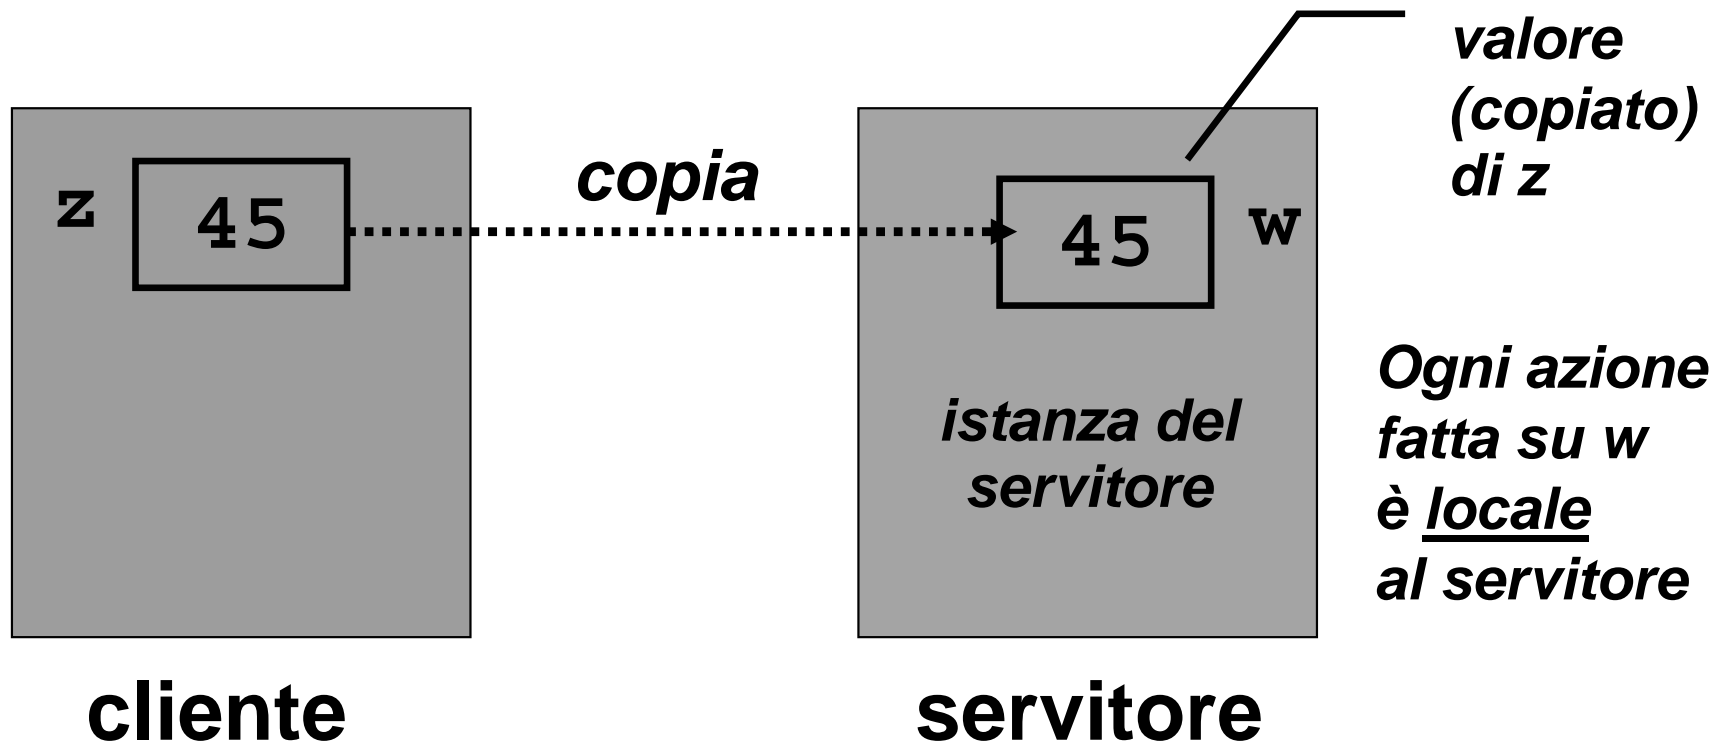 valore
(copiato)
di z
copia
z
45
45
w
Ogni azione
fatta su w
è locale
al servitore
istanza del
servitore
cliente
servitore